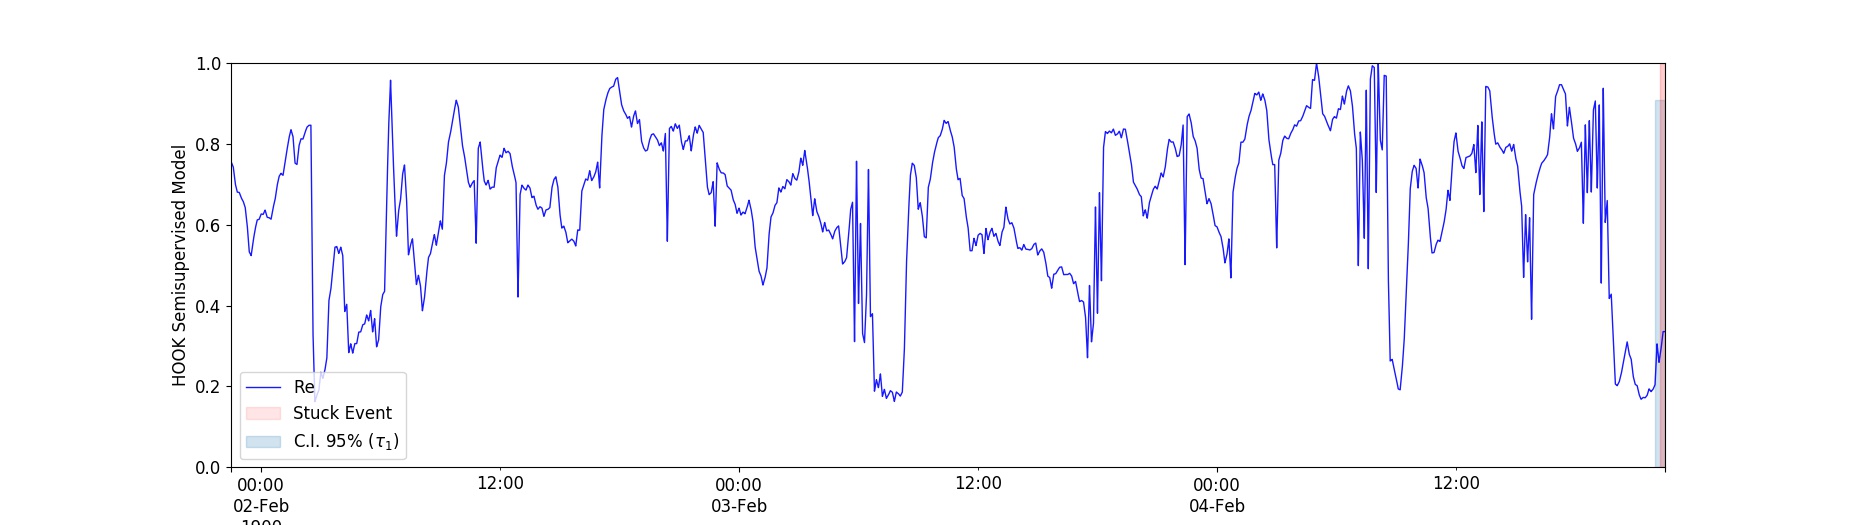 HOOK Semisupervised Model
1.0
0.8
0.6
0.4
0.2
0.0
Re
Stuck Event
C.I. 95% (τ₁)
00:00 12:00 00:00 12:00 00:00 12:00
02-Feb 03-Feb 04-Feb
1900